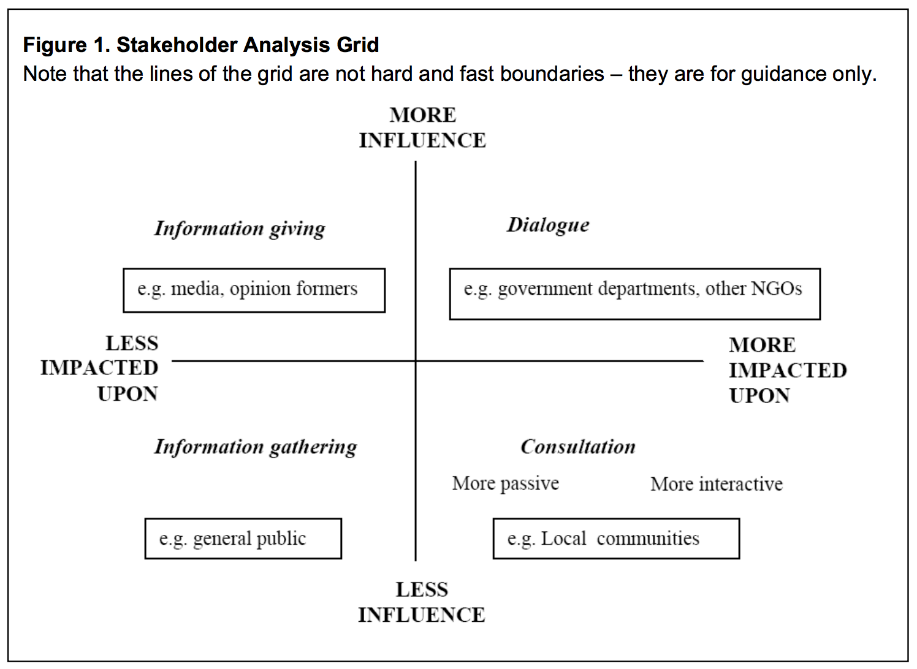 Figure 1. Stakeholder Analysis Grid
Note that the lines of the grid are not hard and fast boundaries – they are for guidance only.
MORE
INFLUENCE
Information giving
Dialogue
e.g. media, opinion formers
e.g. government departments, other NGOs
LESS
IMPACTED
UPON
MORE
IMPACTED
UPON
Information gathering
Consultation
More passive
More interactive
e.g. general public
e.g. Local communities
LESS
INFLUENCE